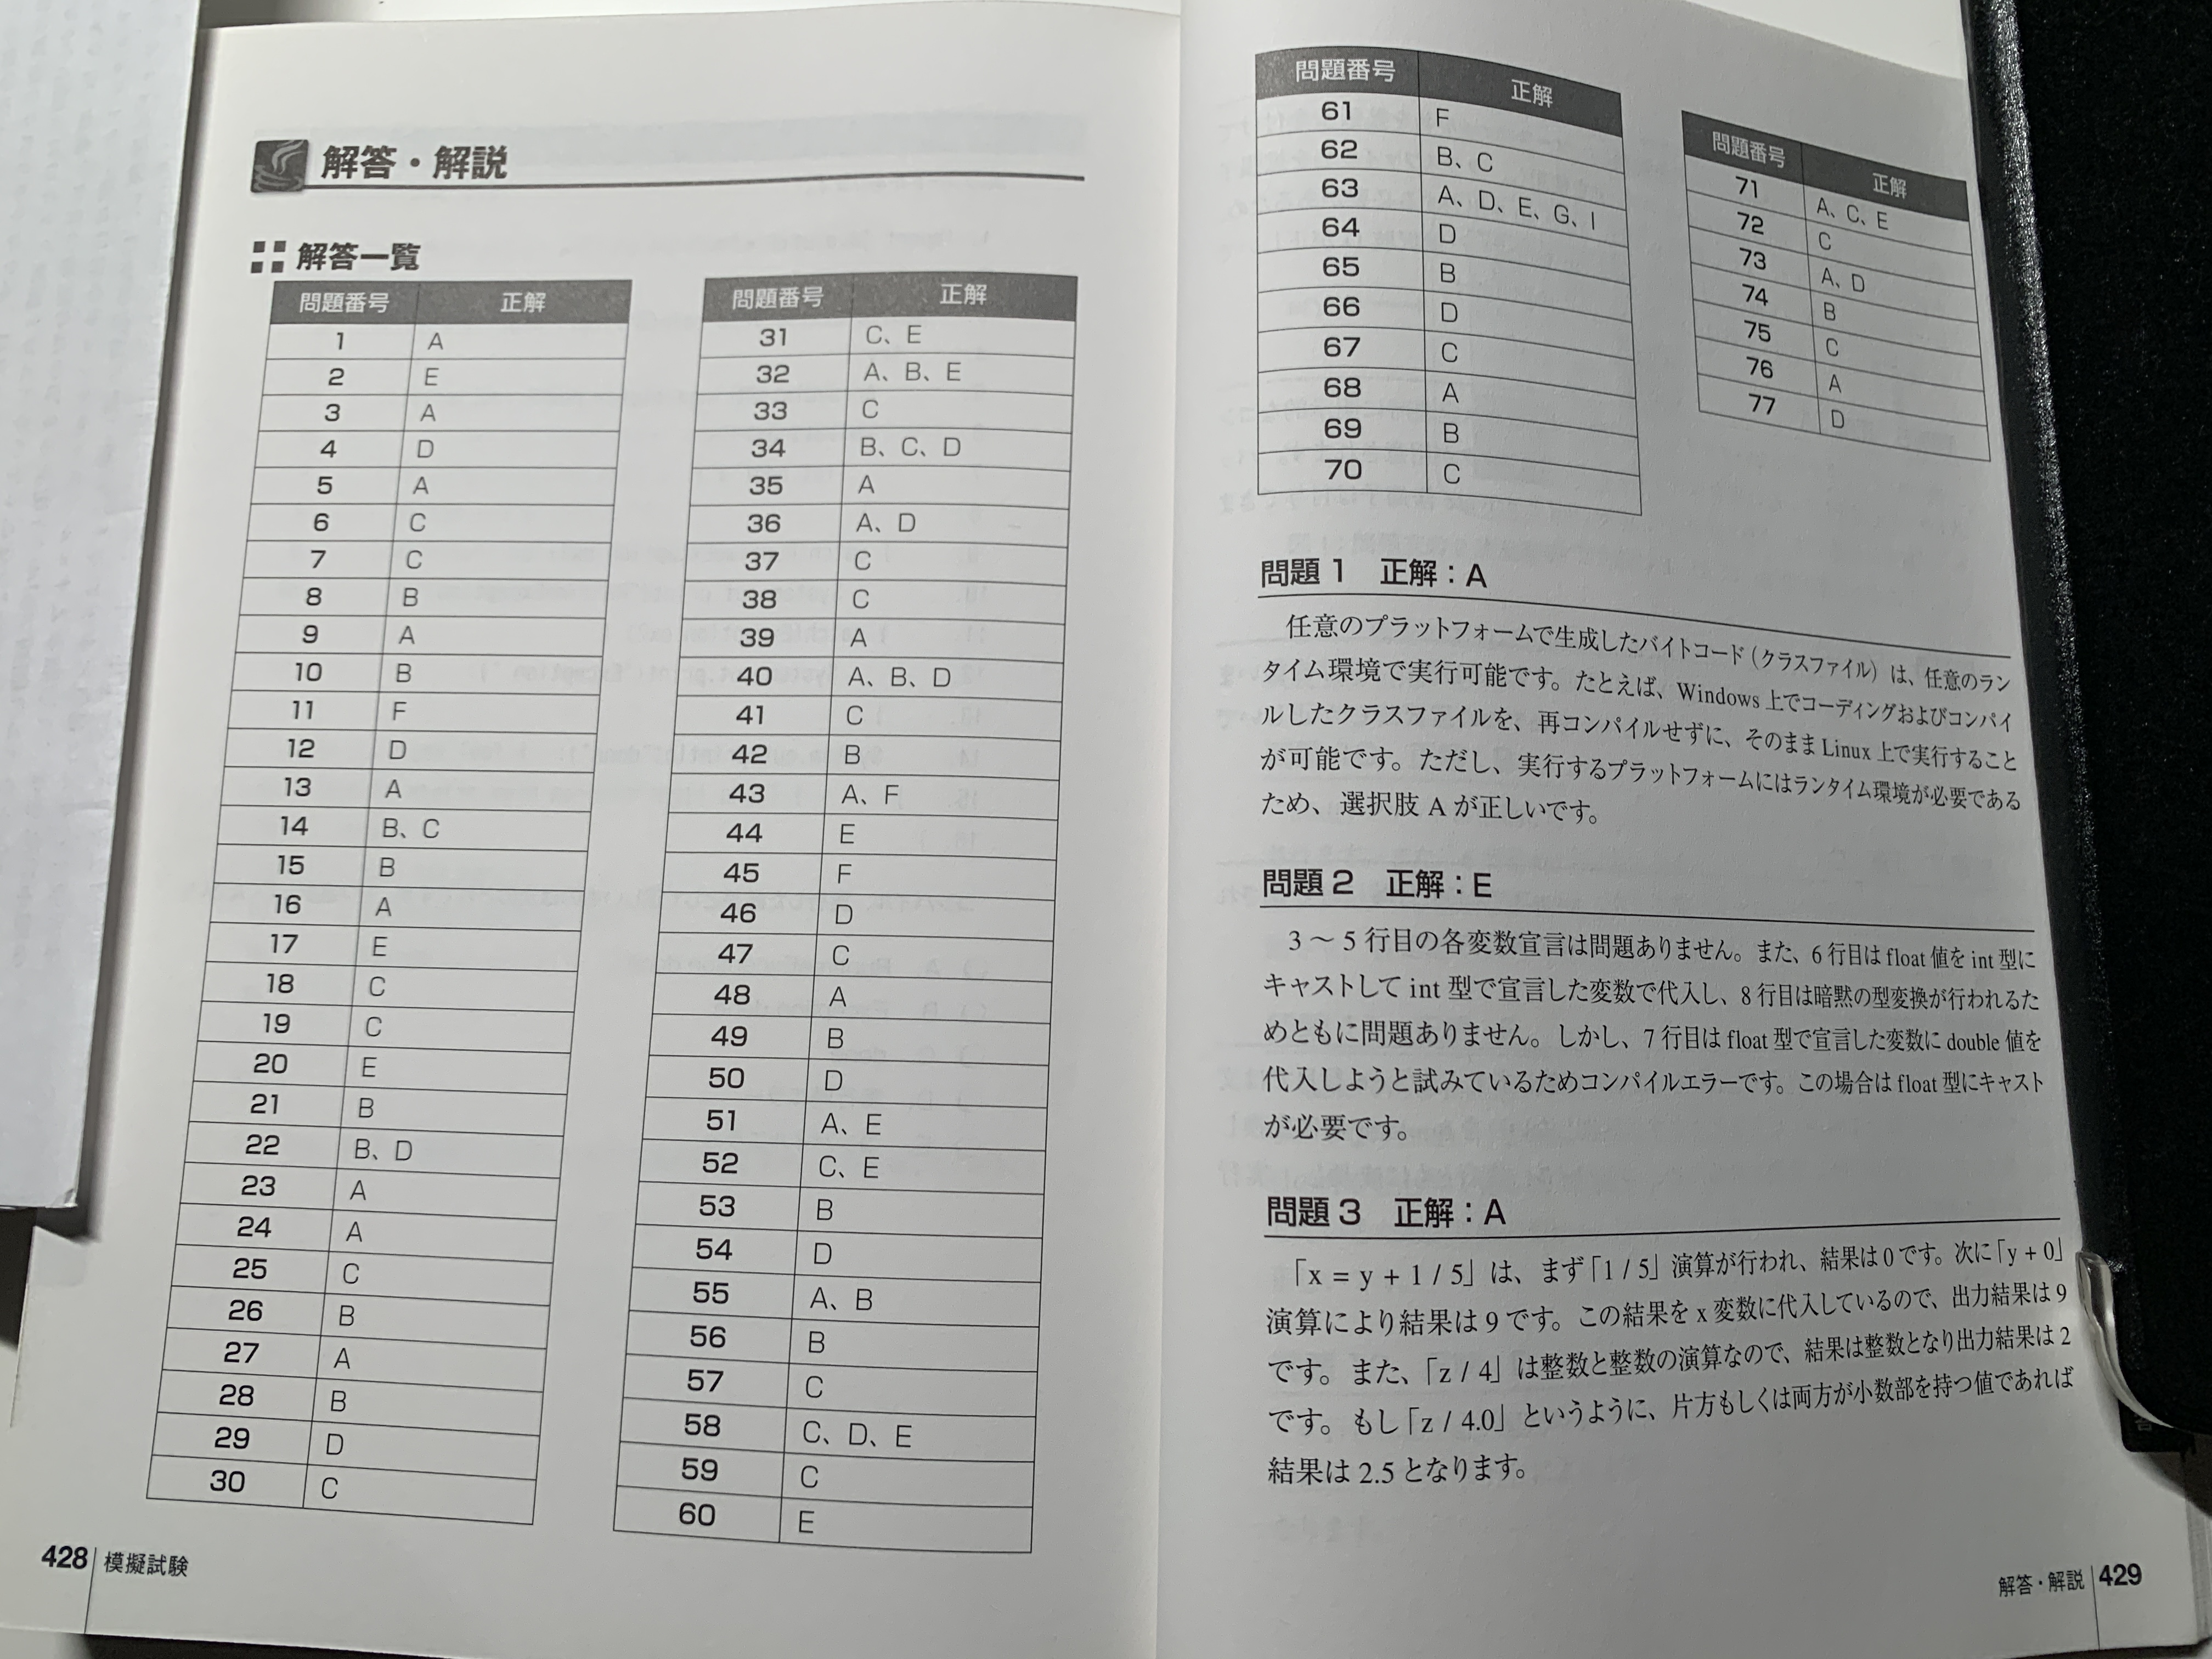 解答・解説
解答一覧
問題番号 正解
1 A
2 E
3 A
4 D
5 A
6 C
7 C
8 B
9 A
10 B
11 F
12 D
13 A
14 B、C
15 B
16 A
17 E
18 C
19 C
20 E
21 B
22 B、D
23 A
24 A
25 C
26 B
27 A
28 B
29 D
30 C
問題番号 正解
31 C、E
32 A、B、E
33 C
34 B、C、D
35 A
36 A、D
37 C
38 C
39 A
40 A、B、D
41 C
42 B
43 A、F
44 E
45 F
46 D
47 C
48 A
49 B
50 D
51 A、E
52 C、E
53 B
54 D
55 A、B
56 B
57 C
58 C、D、E
59 C
60 E
428 模擬試験
問題番号 正解
61 F
62 B、C
63 A、D、E、G、I
64 D
65 B
66 D
67 C
68 A
69 B
70 C
問題番号 正解
71 A、C、E
72 C
73 A、D
74 B
75 C
76 A
77 D
問題1 正解：A
任意のプラットフォームで生成したバイトコード（クラスファイル）は、任意のラン
タイム環境で実行可能です。たとえば、Windows 上でコーディングおよびコンパイ
ルしたクラスファイルを、再コンパイルせずに、そのまま Linux 上で実行すること
が可能です。ただし、実行するプラットフォームにはランタイム環境が必要である
ため、選択肢 A が正しいです。
問題2 正解：E
3～5 行目の各変数宣言は問題ありません。また、6 行目は float 値を int 型に
キャストして int 型で宣言した変数で代入し、8 行目は暗黙の型変換が行われるた
めともに問題ありません。しかし、7 行目は float 型で宣言した変数に double 値を
代入しようと試みているためコンパイルエラーです。この場合は float 型にキャスト
が必要です。
問題3 正解：A
「x = y + 1 / 5」は、まず「1 / 5」演算が行われ、結果は 0 です。次に「y + 0」
演算により結果は 9 です。この結果を x 変数に代入しているので、出力結果は 9
です。また、「z / 4」は整数と整数の演算なので、結果は整数となり出力結果は 2
です。もし「z / 4.0」というように、片方もしくは両方が小数部を持つ値であれば
結果は 2.5 となります。
解答・解説 429